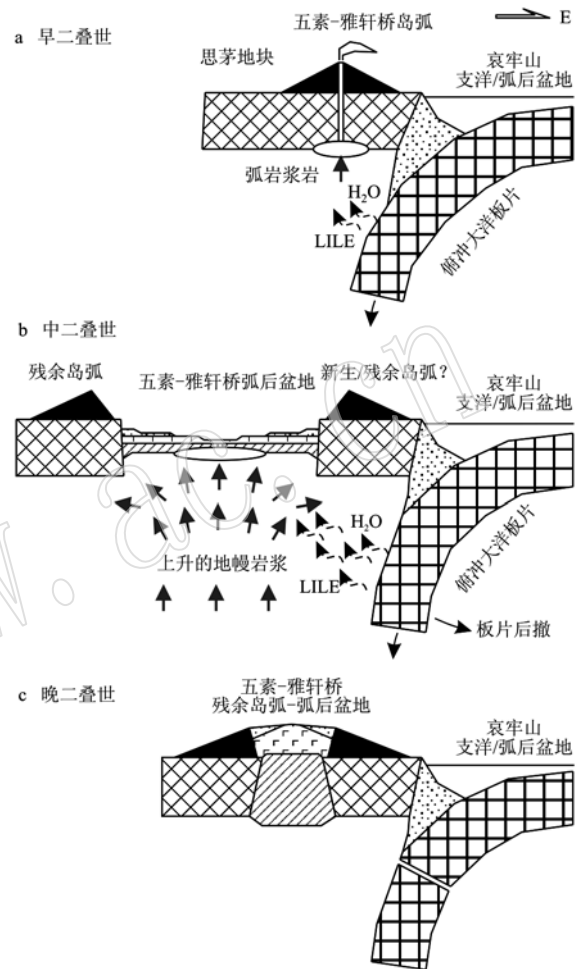 a 早二叠世
五素-雅轩桥岛弧
E
思茅地块
哀牢山
支洋/弧后盆地
弧岩浆岩
H₂O
LILE
俯冲大洋板片
b 中二叠世
残余岛弧
五素-雅轩桥弧后盆地
新生/残余岛弧?
哀牢山
支洋/弧后盆地
H₂O
上升的地幔岩浆
LILE
俯冲大洋板片
板片后撤
c 晚二叠世
五素-雅轩桥
残余岛弧-弧后盆地
哀牢山
支洋/弧后盆地
w.ac.cn